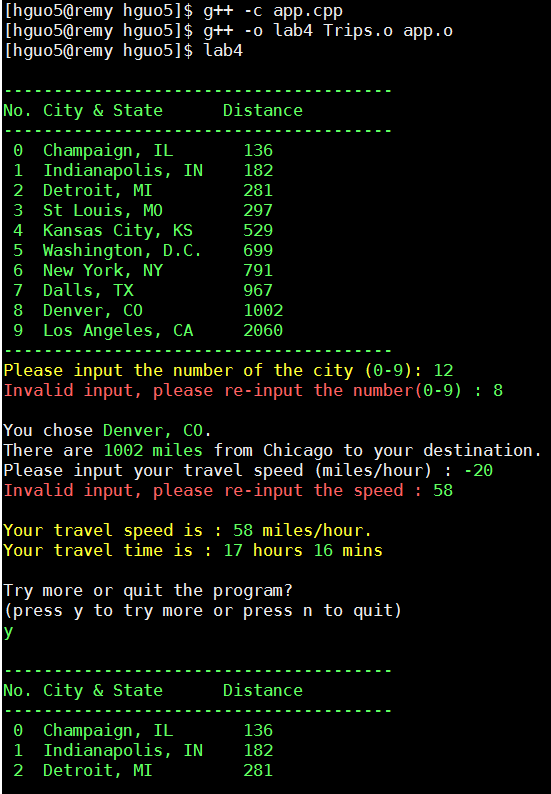 [hguo5@remy hguo5]$ g++ -c app.cpp
[hguo5@remy hguo5]$ g++ -o lab4 Trips.o app.o
[hguo5@remy hguo5]$ lab4
---------------------------------------
No. City & State      Distance
---------------------------------------
 0  Champaign, IL       136
 1  Indianapolis, IN    182
 2  Detroit, MI         281
 3  St Louis, MO        297
 4  Kansas City, KS     529
 5  Washington, D.C.    699
 6  New York, NY        791
 7  Dalls, TX           967
 8  Denver, CO          1002
 9  Los Angeles, CA     2060
---------------------------------------
Please input the number of the city (0-9): 12
Invalid input, please re-input the number(0-9) : 8
You chose Denver, CO.
There are 1002 miles from Chicago to your destination.
Please input your travel speed (miles/hour) : -20
Invalid input, please re-input the speed : 58
Your travel speed is : 58 miles/hour.
Your travel time is : 17 hours 16 mins
Try more or quit the program?
(press y to try more or press n to quit)
y
---------------------------------------
No. City & State      Distance
---------------------------------------
 0  Champaign, IL       136
 1  Indianapolis, IN    182
 2  Detroit, MI         281